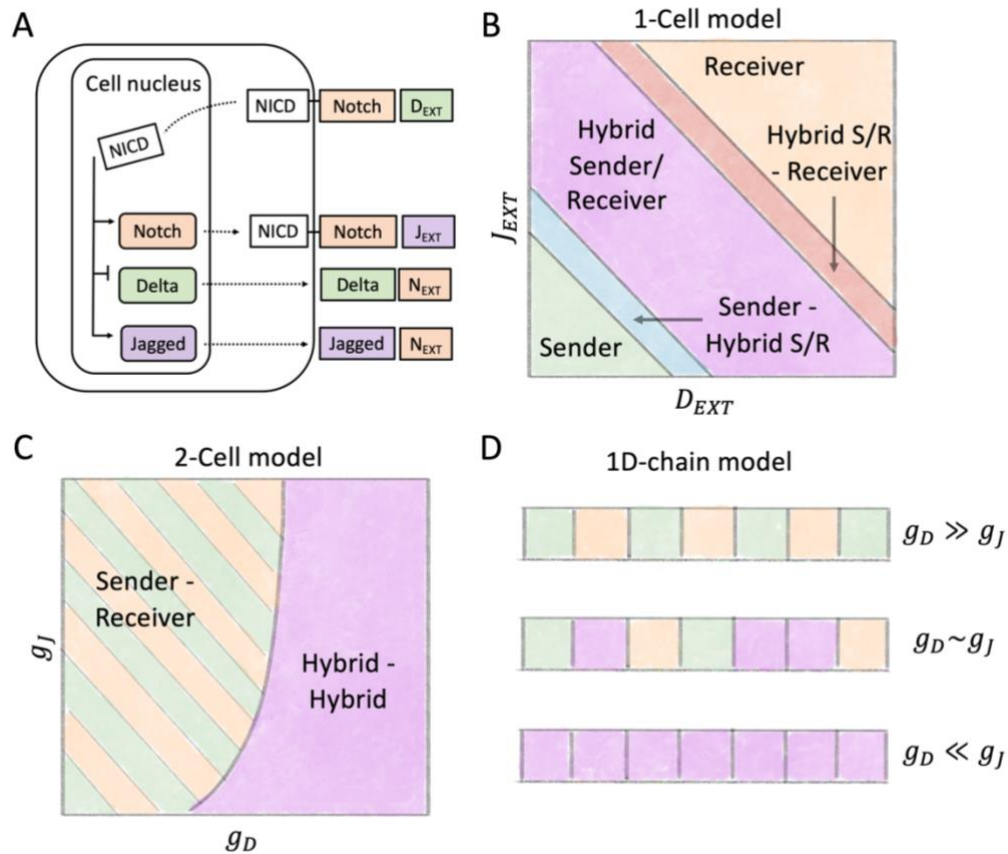 A
Cell nucleus
NICD
Notch
D_EXT
NICD
Notch
NICD
Notch
J_EXT
Delta
Delta
N_EXT
Jagged
Jagged
N_EXT
B
1-Cell model
Receiver
Hybrid
Sender/
Receiver
Hybrid S/R
- Receiver
Sender -
Hybrid S/R
Sender
J_EXT
D_EXT
C
2-Cell model
Sender -
Receiver
Hybrid -
Hybrid
g_J
g_D
D
1D-chain model
g_D ≫ g_J
g_D~g_J
g_D ≪ g_J